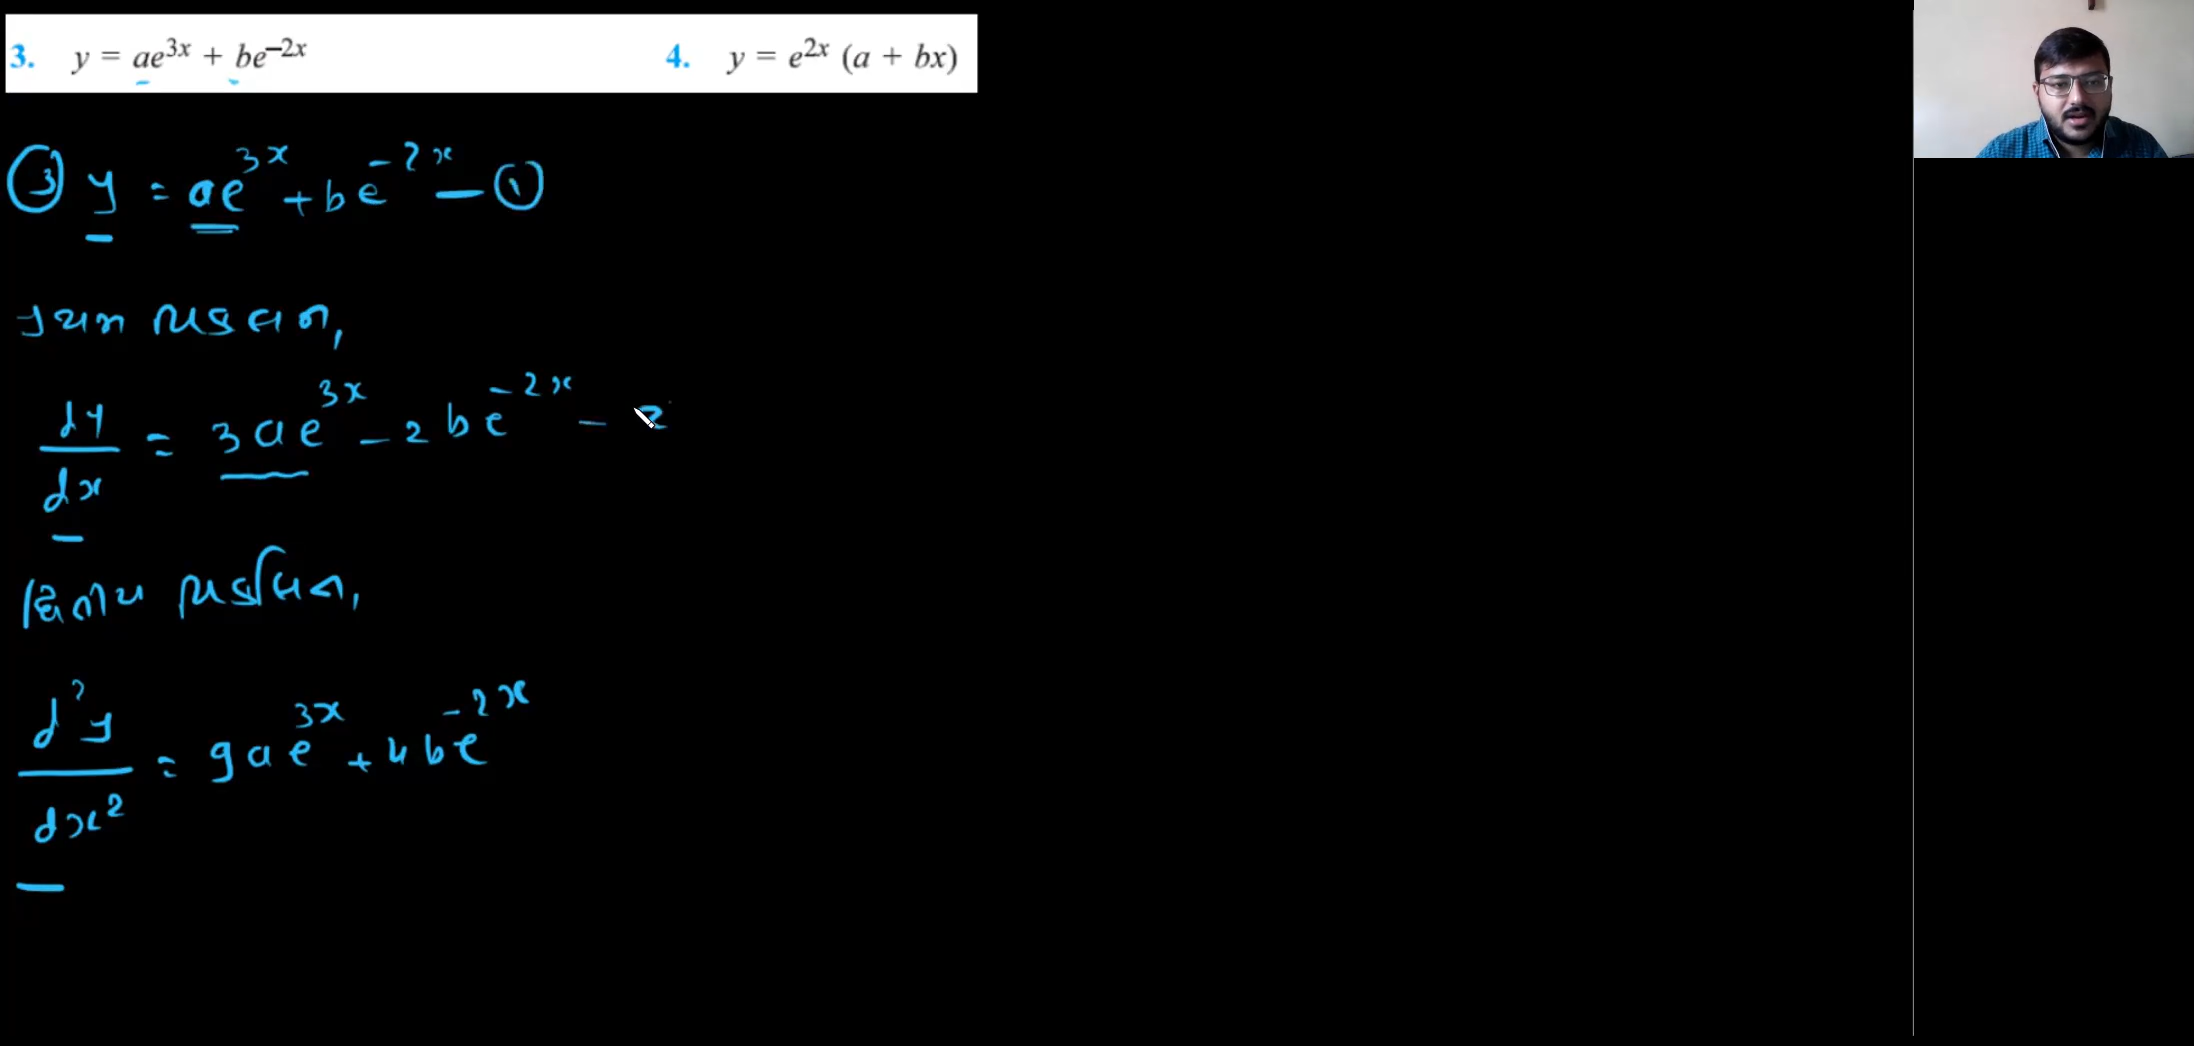 3. y = ae^{3x} + be^{-2x} 4. y = e^{2x} (a + bx)
③ y = ae^{3x} + be^{-2x} — ①
પ્રથમ વિકલન,
dy/dx = 3ae^{3x} - 2be^{-2x} - 2
દ્વિતીય વિકલન,
d²y/dx² = 9ae^{3x} + 4be^{-2x}